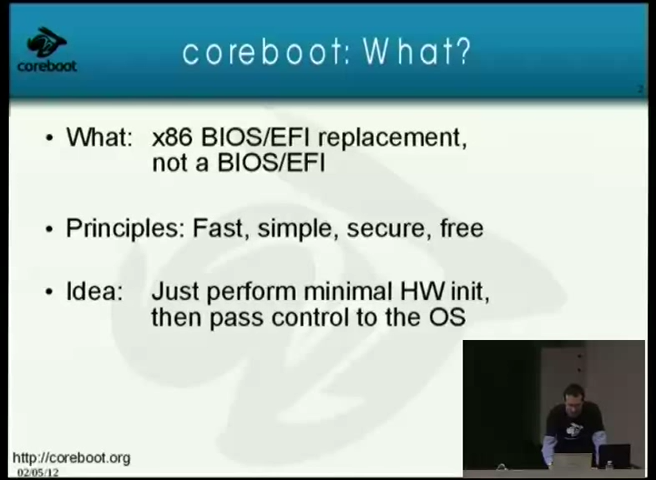 coreboot
coreboot: What?
• What: x86 BIOS/EFI replacement,
not a BIOS/EFI
• Principles: Fast, simple, secure, free
• Idea: Just perform minimal HW init,
then pass control to the OS
http://coreboot.org
02/05/12